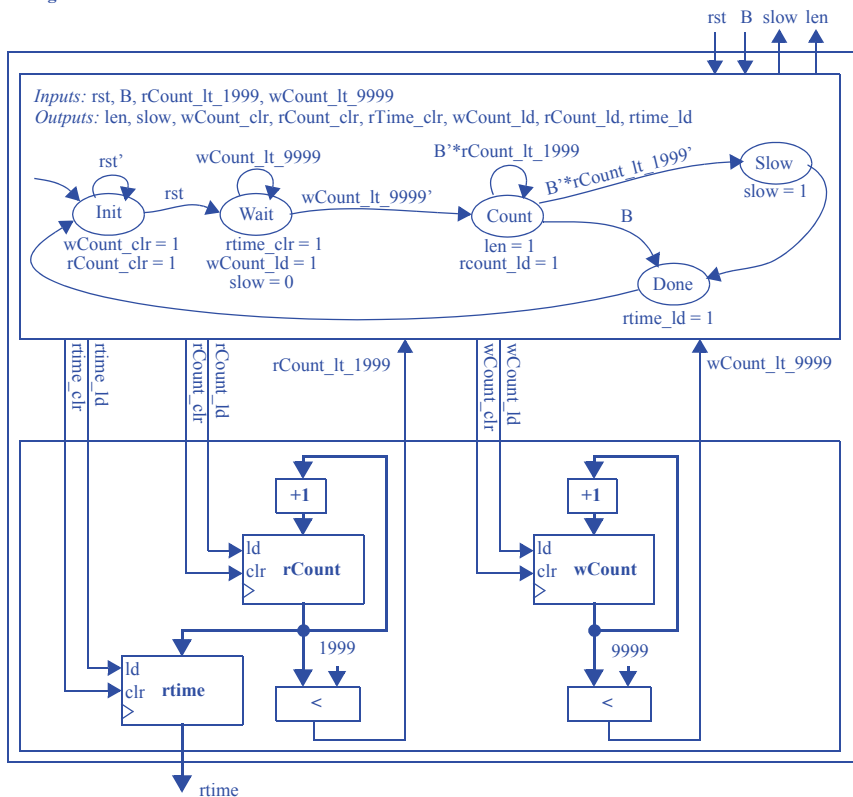 g
rst B slow len
Inputs: rst, B, rCount_lt_1999, wCount_lt_9999
Outputs: len, slow, wCount_clr, rCount_clr, rTime_clr, wCount_ld, rCount_ld, rtime_ld
rst’
wCount_lt_9999
B’*rCount_lt_1999
B’*rCount_lt_1999’
Slow
slow = 1
rst
wCount_lt_9999’
Init
Wait
Count
B
wCount_clr = 1
rCount_clr = 1
rtime_clr = 1
wCount_ld = 1
slow = 0
len = 1
rcount_ld = 1
Done
rtime_ld = 1
rtime_clr
rtime_ld
rCount_clr
rCount_ld
rCount_lt_1999
wCount_clr
wCount_ld
wCount_lt_9999
+1
+1
ld
clr
rCount
ld
clr
wCount
1999
9999
ld
clr
rtime
<
<
rtime